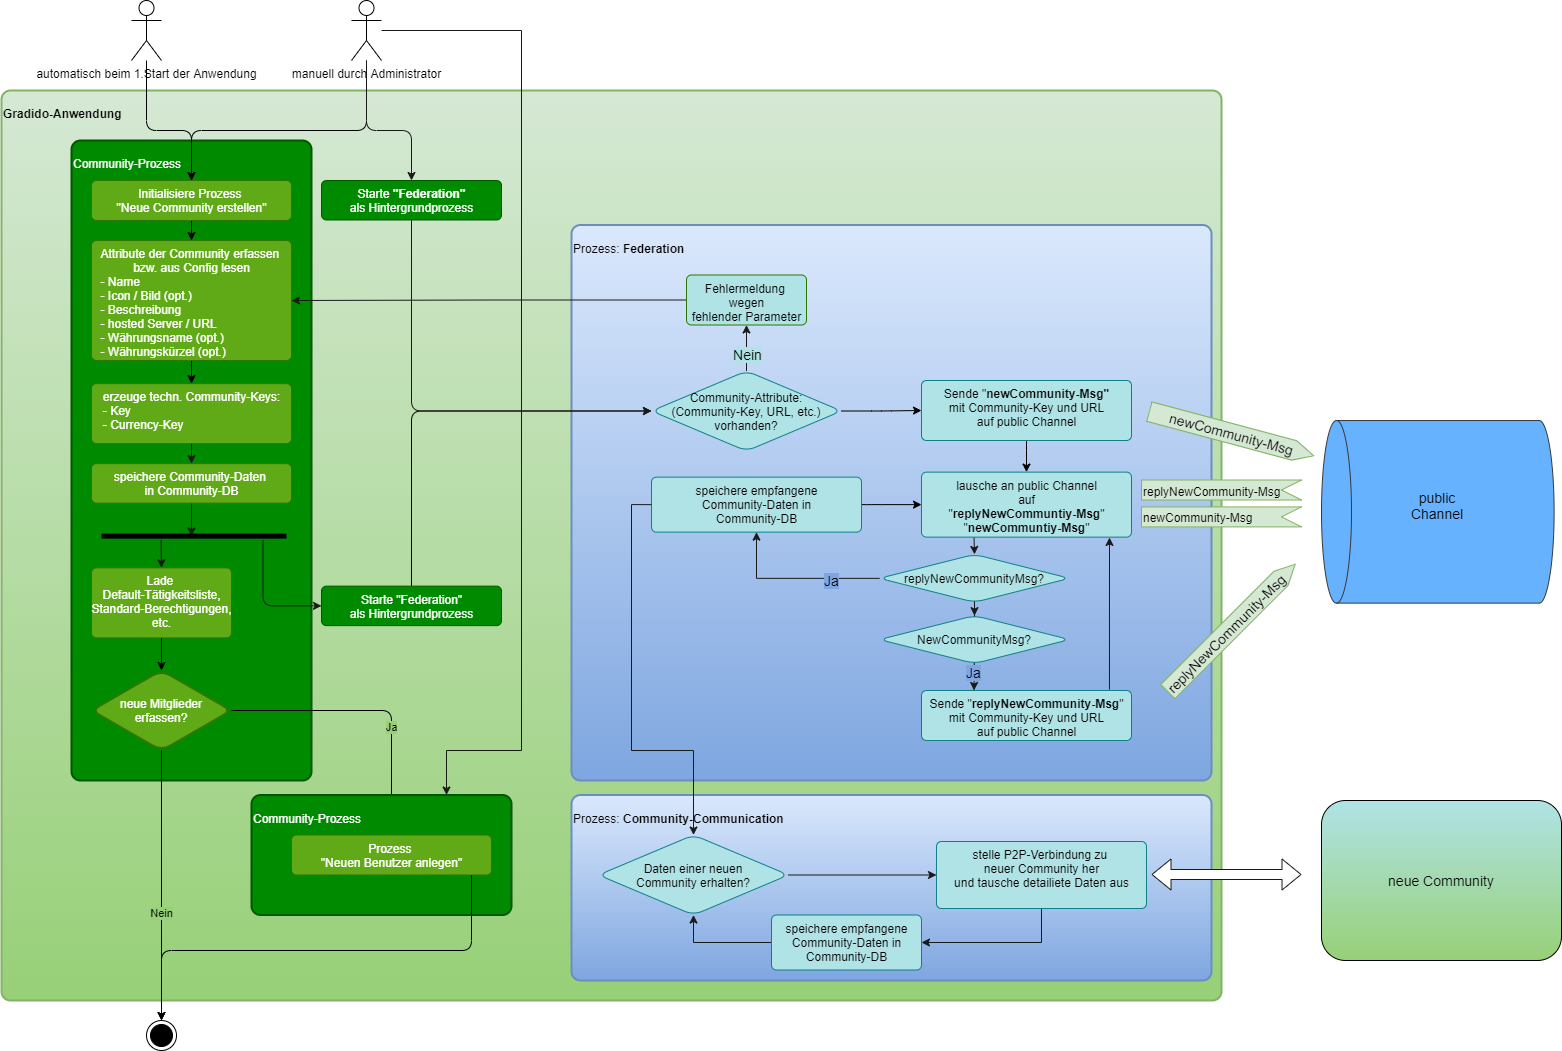 automatisch beim 1.Start der Anwendung
manuell durch Administrator
Gradido-Anwendung
Community-Prozess
Initialisiere Prozess
"Neue Community erstellen"
Starte "Federation"
als Hintergrundprozess
Attribute der Community erfassen
bzw. aus Config lesen
- Name
- Icon / Bild (opt.)
- Beschreibung
- hosted Server / URL
- Währungsname (opt.)
- Währungskürzel (opt.)
erzeuge techn. Community-Keys:
- Key
- Currency-Key
speichere Community-Daten
in Community-DB
Lade
Default-Tätigkeitsliste,
Standard-Berechtigungen,
etc.
Starte "Federation"
als Hintergrundprozess
neue Mitglieder
erfassen?
Ja
Nein
Community-Prozess
Prozess
"Neuen Benutzer anlegen"
Prozess: Federation
Fehlermeldung
wegen
fehlender Parameter
Nein
Community-Attribute:
(Community-Key, URL, etc.)
vorhanden?
Sende "newCommunity-Msg"
mit Community-Key und URL
auf public Channel
speichere empfangene
Community-Daten in
Community-DB
lausche an public Channel
auf
"replyNewCommuntiy-Msg"
"newCommuntiy-Msg"
Ja
replyNewCommunityMsg?
NewCommunityMsg?
Ja
Sende "replyNewCommunity-Msg"
mit Community-Key und URL
auf public Channel
newCommunity-Msg
replyNewCommunity-Msg
newCommunity-Msg
replyNewCommunity-Msg
public
Channel
Prozess: Community-Communication
Daten einer neuen
Community erhalten?
stelle P2P-Verbindung zu
neuer Community her
und tausche detailiete Daten aus
speichere empfangene
Community-Daten in
Community-DB
neue Community